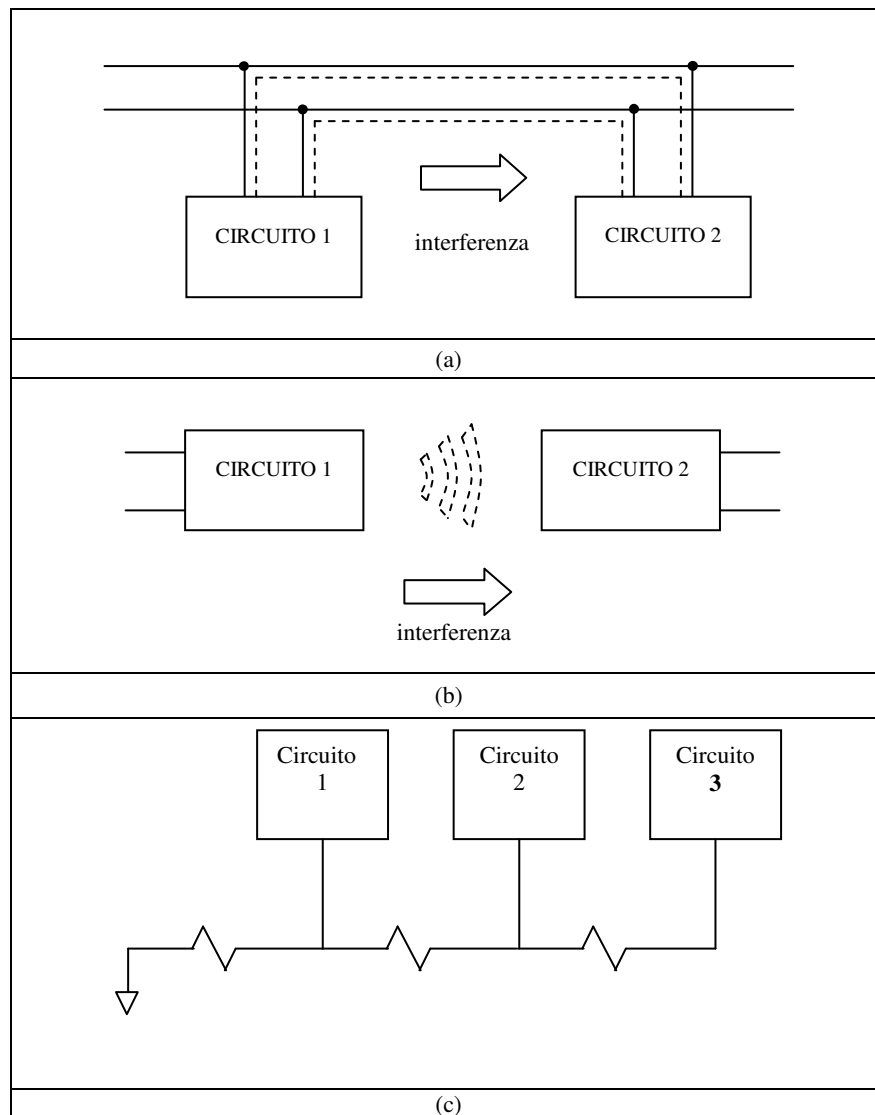 CIRCUITO 1
CIRCUITO 2
interferenza
(a)
CIRCUITO 1
CIRCUITO 2
interferenza
(b)
Circuito
1
Circuito
2
Circuito
3
(c)